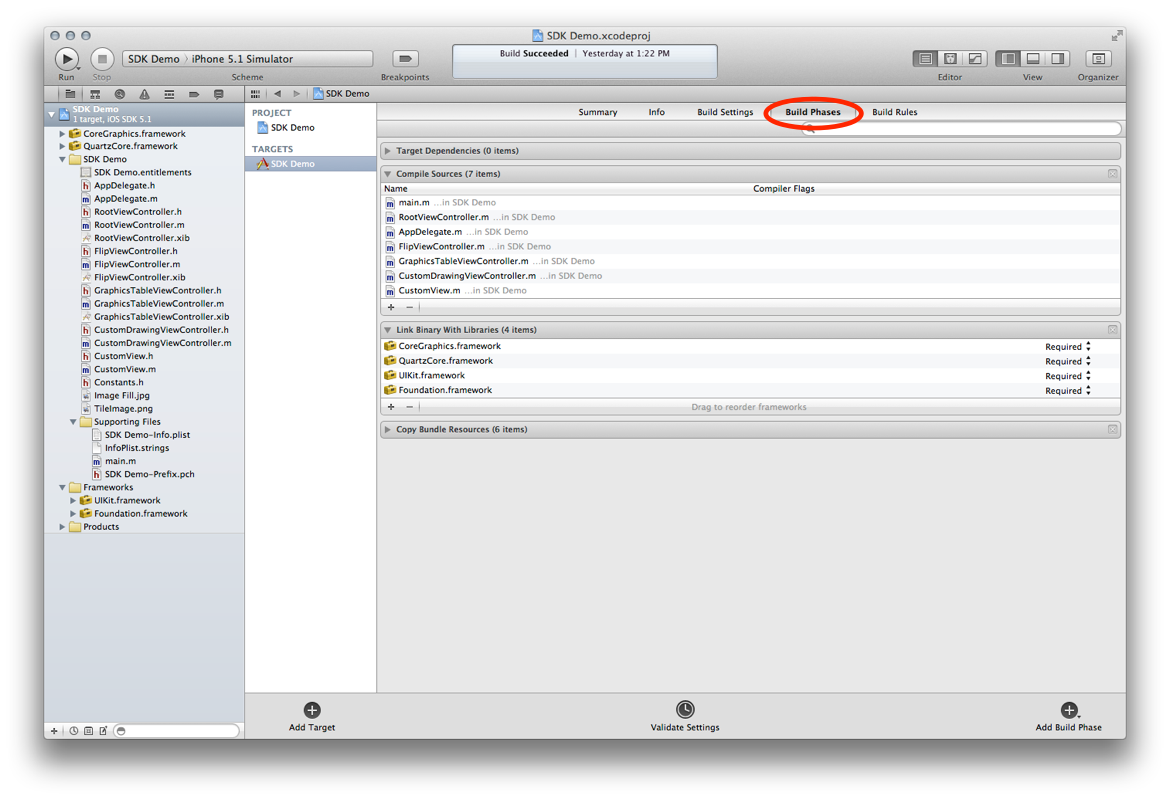 SDK Demo.xcodeproj
SDK Demo iPhone 5.1 Simulator
Build Succeeded Yesterday at 1:22 PM
Run Stop Scheme Breakpoints Editor View Organizer
SDK Demo
SDK Demo
1 target, iOS SDK 5.1
CoreGraphics.framework
QuartzCore.framework
SDK Demo
SDK Demo.entitlements
AppDelegate.h
AppDelegate.m
RootViewController.h
RootViewController.m
RootViewController.xib
FlipViewController.h
FlipViewController.m
FlipViewController.xib
GraphicsTableViewController.h
GraphicsTableViewController.m
GraphicsTableViewController.xib
CustomDrawingViewController.h
CustomDrawingViewController.m
CustomView.h
CustomView.m
Constants.h
Image Fill.jpg
TileImage.png
Supporting Files
SDK Demo-Info.plist
InfoPlist.strings
main.m
SDK Demo-Prefix.pch
Frameworks
UIKit.framework
Foundation.framework
Products
PROJECT
SDK Demo
TARGETS
SDK Demo
Summary Info Build Settings Build Phases Build Rules
Target Dependencies (0 items)
Compile Sources (7 items)
Name Compiler Flags
main.m ...in SDK Demo
RootViewController.m ...in SDK Demo
AppDelegate.m ...in SDK Demo
FlipViewController.m ...in SDK Demo
GraphicsTableViewController.m ...in SDK Demo
CustomDrawingViewController.m ...in SDK Demo
CustomView.m ...in SDK Demo
Link Binary With Libraries (4 items)
CoreGraphics.framework Required
QuartzCore.framework Required
UIKit.framework Required
Foundation.framework Required
Drag to reorder frameworks
Copy Bundle Resources (6 items)
Add Target Validate Settings Add Build Phase